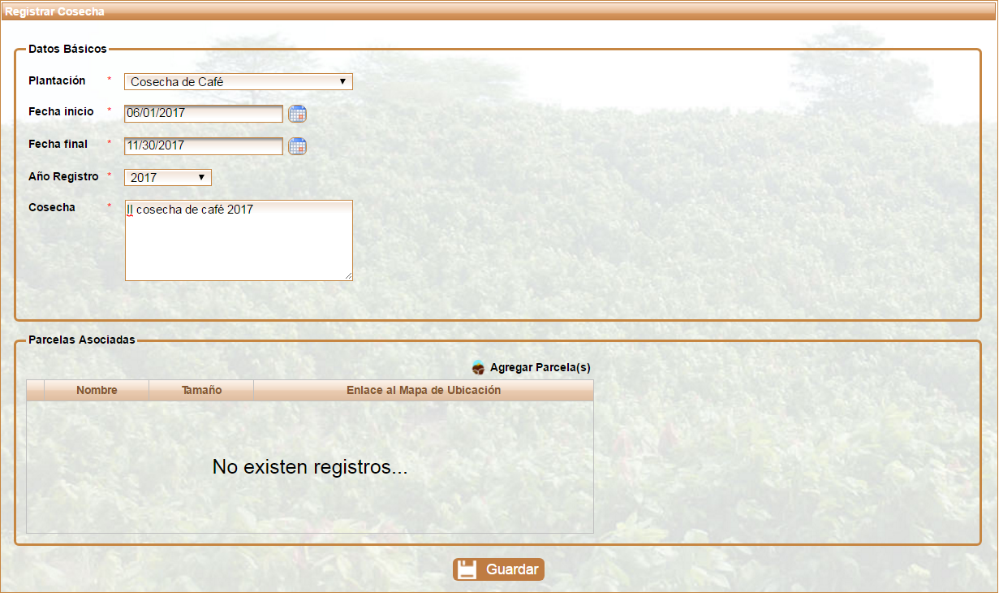 Registrar Cosecha
Datos Básicos
Plantación * Cosecha de Café
Fecha inicio * 06/01/2017
Fecha final * 11/30/2017
Año Registro * 2017
Cosecha * II cosecha de café 2017
Parcelas Asociadas
Agregar Parcela(s)
Nombre Tamaño Enlace al Mapa de Ubicación
No existen registros...
Guardar